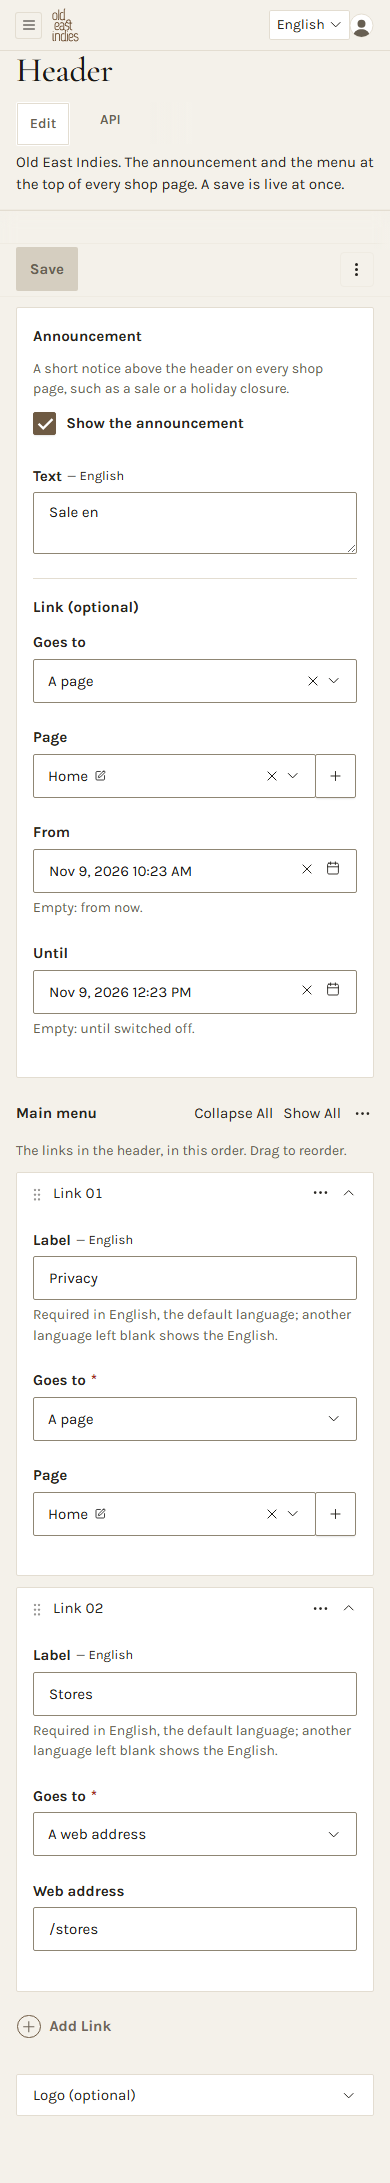 old
east
indies
English
Header
Edit
API
Old East Indies. The announcement and the menu at
the top of every shop page. A save is live at once.
Save
Announcement
A short notice above the header on every shop
page, such as a sale or a holiday closure.
Show the announcement
Text — English
Sale en
Link (optional)
Goes to
A page
Page
Home
From
Nov 9, 2026 10:23 AM
Empty: from now.
Until
Nov 9, 2026 12:23 PM
Empty: until switched off.
Main menu
Collapse All
Show All
The links in the header, in this order. Drag to reorder.
Link 01
Label — English
Privacy
Required in English, the default language; another
language left blank shows the English.
Goes to *
A page
Page
Home
Link 02
Label — English
Stores
Required in English, the default language; another
language left blank shows the English.
Goes to *
A web address
Web address
/stores
Add Link
Logo (optional)